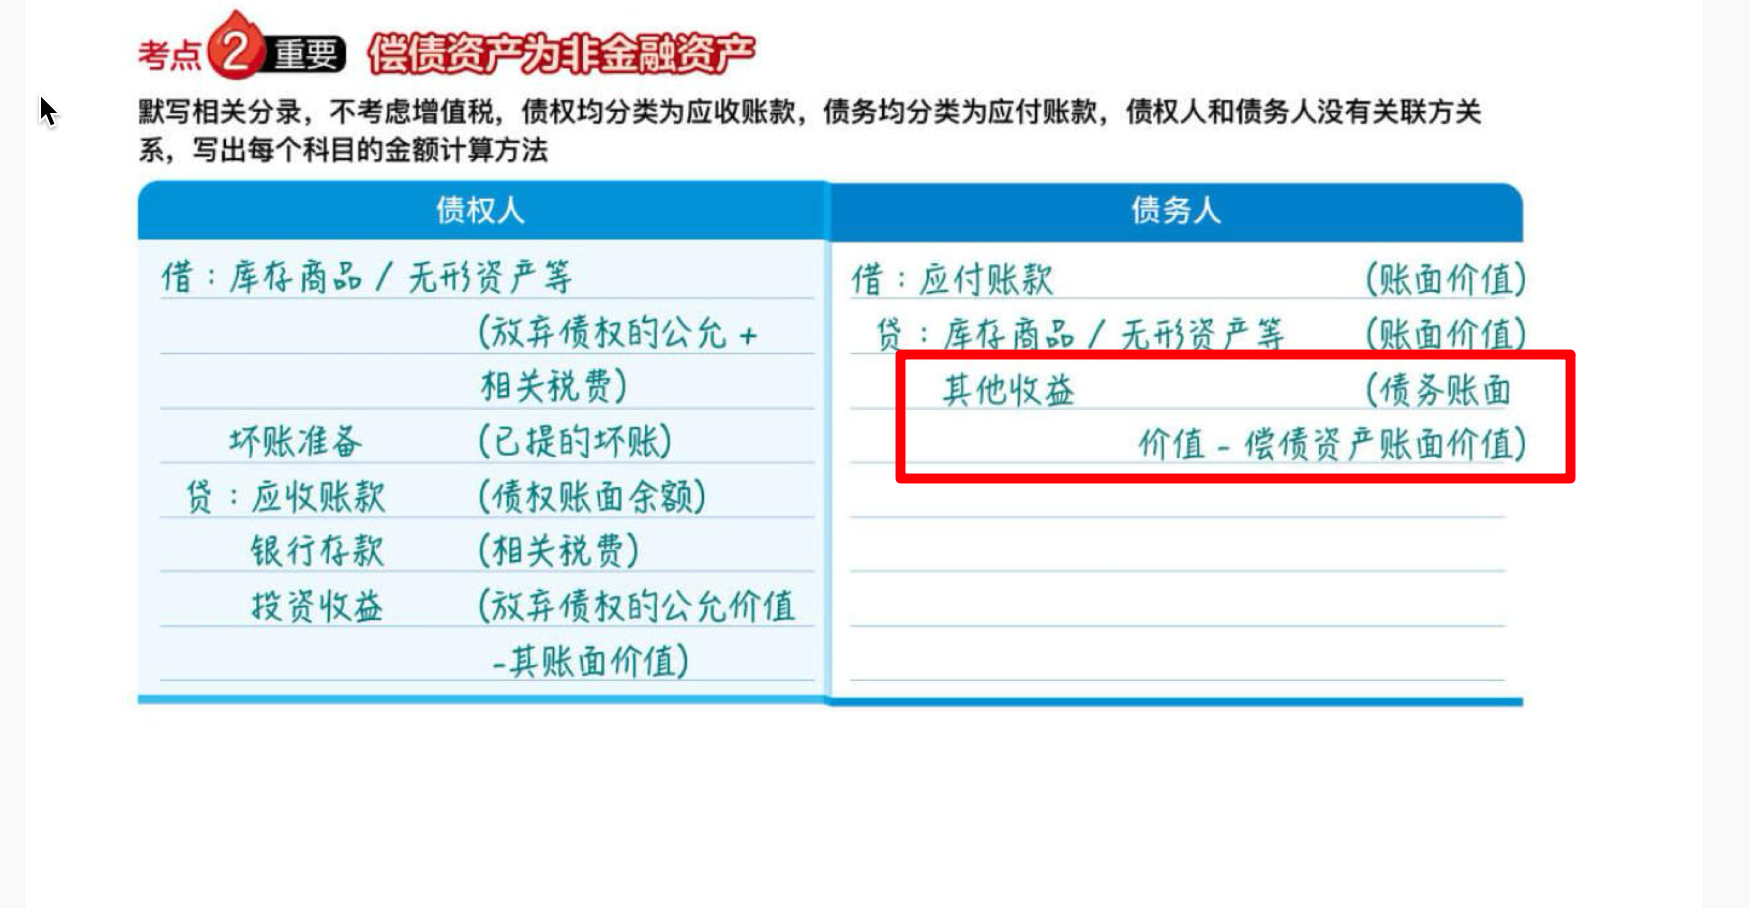 考点2 重要 偿债资产为非金融资产
默写相关分录，不考虑增值税，债权均分类为应收账款，债务均分类为应付账款，债权人和债务人没有关联方关
系，写出每个科目的金额计算方法
债权人
借：库存商品 / 无形资产等
(放弃债权的公允 +
相关税费)
坏账准备 (已提的坏账)
贷：应收账款 (债权账面余额)
银行存款 (相关税费)
投资收益 (放弃债权的公允价值
-其账面价值)
债务人
借：应付账款 (账面价值)
贷：库存商品 / 无形资产等 (账面价值)
其他收益 (债务账面
价值 - 偿债资产账面价值)